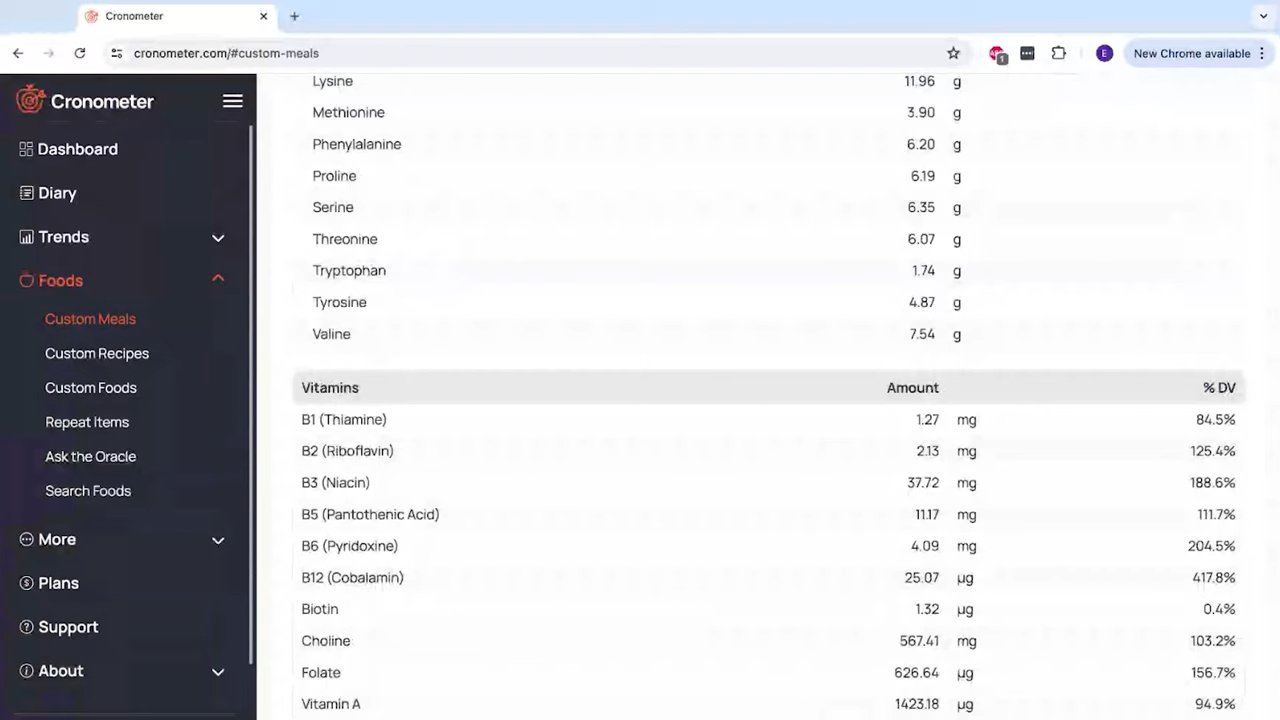 Cronometer
cronometer.com/#custom-meals
1
E
New Chrome available
Cronometer
Dashboard
Diary
Trends
Foods
Custom Meals
Custom Recipes
Custom Foods
Repeat Items
Ask the Oracle
Search Foods
More
Plans
Support
About
Lysine 11.96 g
Methionine 3.90 g
Phenylalanine 6.20 g
Proline 6.19 g
Serine 6.35 g
Threonine 6.07 g
Tryptophan 1.74 g
Tyrosine 4.87 g
Valine 7.54 g
Vitamins Amount % DV
B1 (Thiamine) 1.27 mg 84.5%
B2 (Riboflavin) 2.13 mg 125.4%
B3 (Niacin) 37.72 mg 188.6%
B5 (Pantothenic Acid) 11.17 mg 111.7%
B6 (Pyridoxine) 4.09 mg 204.5%
B12 (Cobalamin) 25.07 µg 417.8%
Biotin 1.32 µg 0.4%
Choline 567.41 mg 103.2%
Folate 626.64 µg 156.7%
Vitamin A 1423.18 µg 94.9%